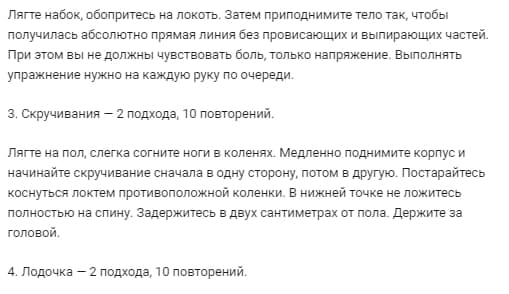 Лягте набок, обопритесь на локоть. Затем приподнимите тело так, чтобы
получилась абсолютно прямая линия без провисающих и выпирающих частей.
При этом вы не должны чувствовать боль, только напряжение. Выполнять
упражнение нужно на каждую руку по очереди.
3. Скручивания — 2 подхода, 10 повторений.
Лягте на пол, слегка согните ноги в коленях. Медленно поднимите корпус и
начинайте скручивание сначала в одну сторону, потом в другую. Постарайтесь
коснуться локтем противоположной коленки. В нижней точке не ложитесь
полностью на спину. Задержитесь в двух сантиметрах от пола. Держите за
головой.
4. Лодочка — 2 подхода, 10 повторений.